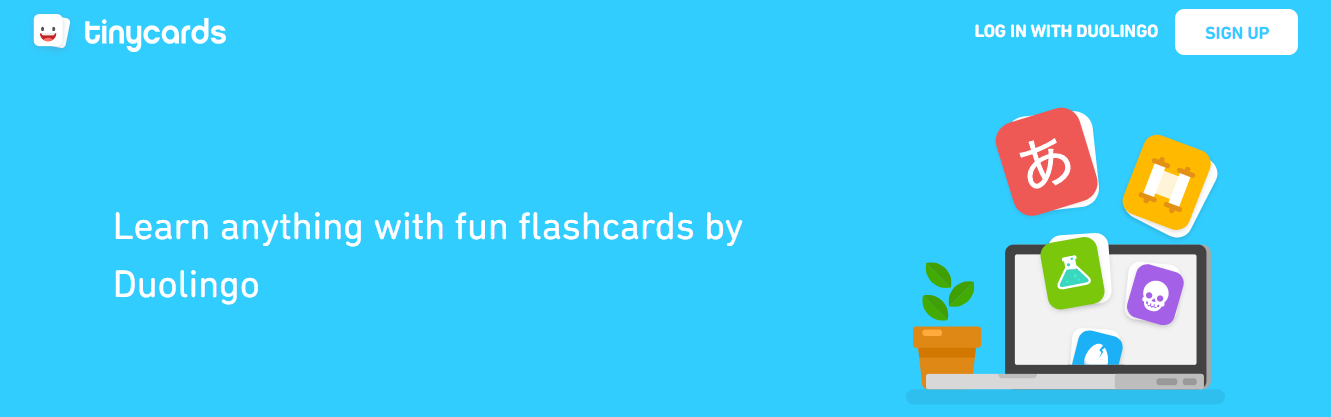 tinycards
LOG IN WITH DUOLINGO
SIGN UP
Learn anything with fun flashcards by
Duolingo
あ